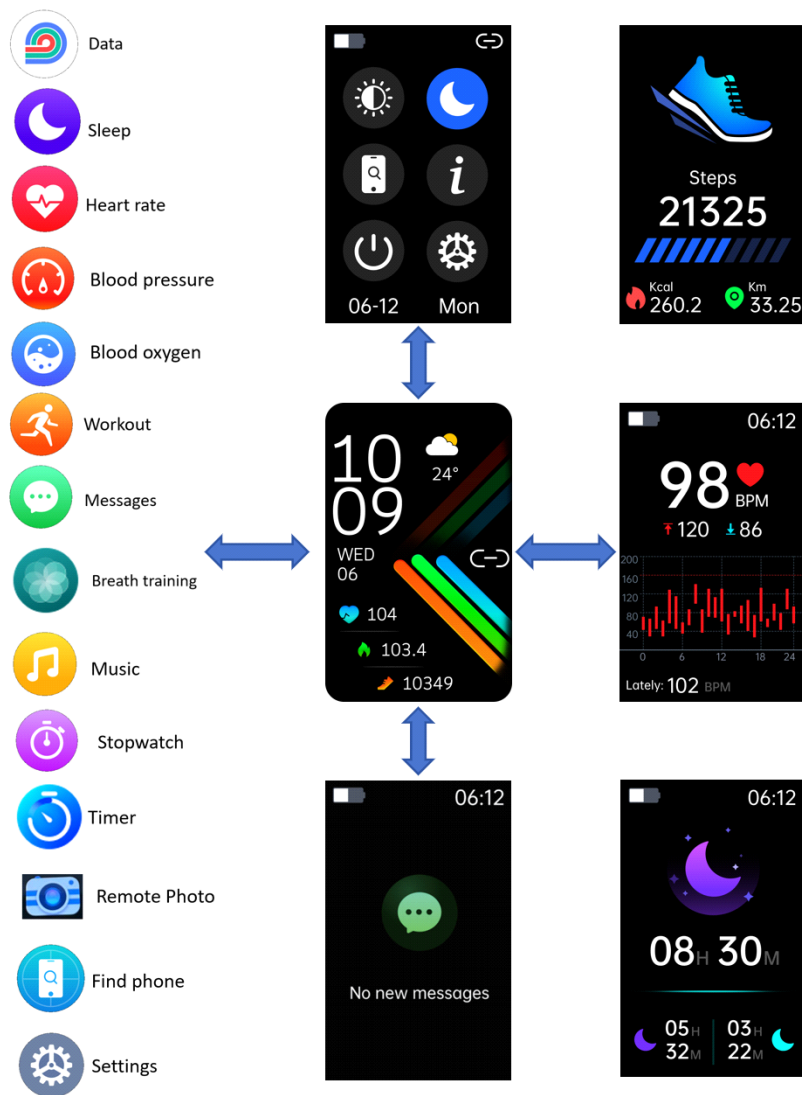 Data
Sleep
Heart rate
Blood pressure
Blood oxygen
Workout
Messages
Breath training
Music
Stopwatch
Timer
Remote Photo
Find phone
Settings
i
06-12 Mon
10
09
24°
WED
06
104
103.4
10349
06:12
No new messages
Steps
21325
Kcal
260.2
Km
33.25
06:12
98
BPM
120 86
200
160
120
80
40
0 6 12 18 24
Lately: 102 BPM
06:12
08H 30M
05H
32M
03H
22M